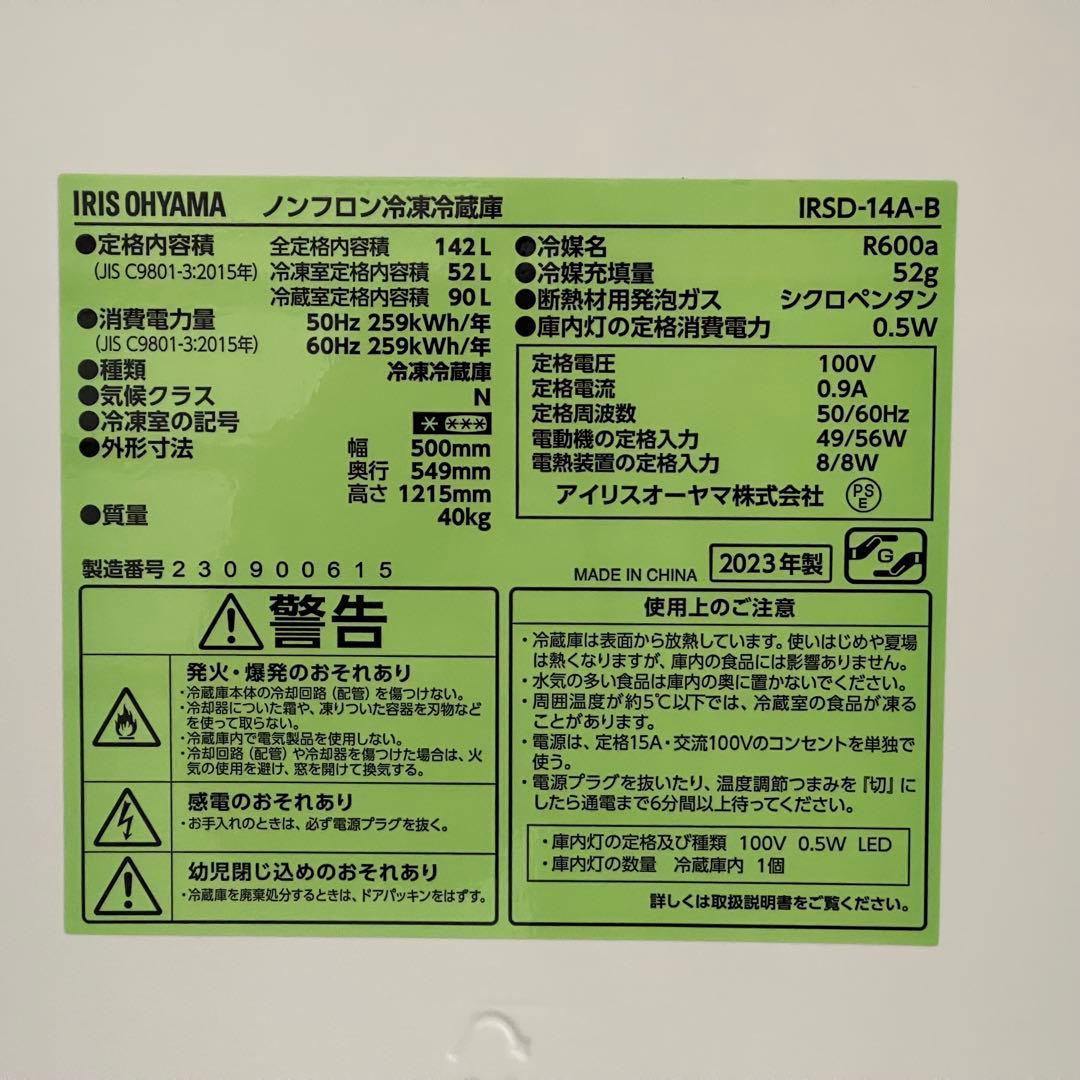 IRIS OHYAMA ノンフロン冷凍冷蔵庫 IRSD-14A-B
●定格内容積 全定格内容積 142L
(JIS C9801-3:2015年) 冷凍室定格内容積 52L
冷蔵室定格内容積 90L
●消費電力量 50Hz 259kWh/年
(JIS C9801-3:2015年) 60Hz 259kWh/年
●種類 冷凍冷蔵庫
●気候クラス N
●冷凍室の記号
●外形寸法 幅 500mm
奥行 549mm
高さ 1215mm
●質量 40kg
製造番号 230900615
●冷媒名 R600a
●冷媒充填量 52g
●断熱材用発泡ガス シクロペンタン
●庫内灯の定格消費電力 0.5W
定格電圧 100V
定格電流 0.9A
定格周波数 50/60Hz
電動機の定格入力 49/56W
電熱装置の定格入力 8/8W
アイリスオーヤマ株式会社 PSE
MADE IN CHINA 2023年製 G
警告
発火・爆発のおそれあり
・冷蔵庫本体の冷却回路（配管）を傷つけない。
・冷却器についた霜や、凍りついた容器を刃物など
を使って取らない。
・冷蔵庫内で電気製品を使用しない。
・冷却回路（配管）や冷却器を傷つけた場合は、火
気の使用を避け、窓を開けて換気する。
感電のおそれあり
・お手入れのときは、必ず電源プラグを抜く。
幼児閉じ込めのおそれあり
・冷蔵庫を廃棄処分するときは、ドアパッキンをはずす。
使用上のご注意
・冷蔵庫は表面から放熱しています。使いはじめや夏場
は熱くなりますが、庫内の食品には影響ありません。
・水気の多い食品は庫内の奥に置かないでください。
・周囲温度が約5℃以下では、冷蔵室の食品が凍る
ことがあります。
・電源は、定格15A・交流100Vのコンセントを単独で
使う。
・電源プラグを抜いたり、温度調節つまみを『切』に
したら通電まで6分間以上待ってください。
・庫内灯の定格及び種類 100V 0.5W LED
・庫内灯の数量 冷蔵庫内 1個
詳しくは取扱説明書をご覧ください。